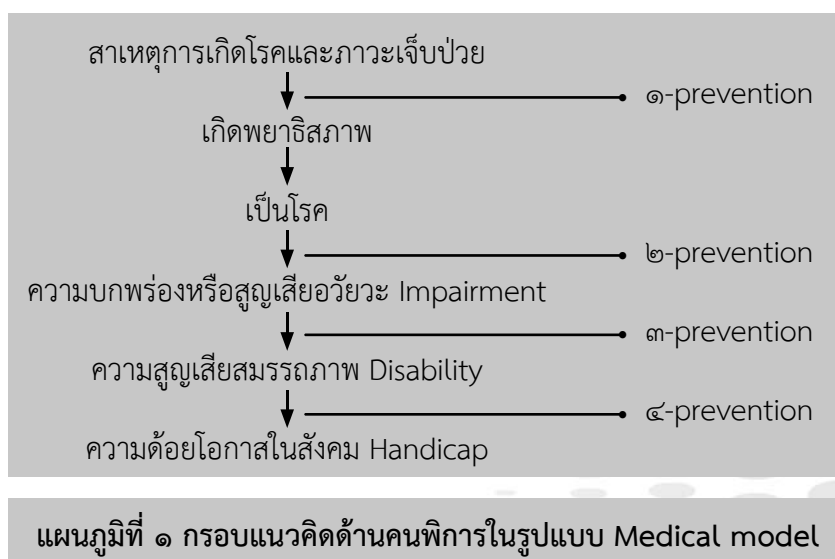 สาเหตุการเกิดโรคและภาวะเจ็บป่วย
๑-prevention
เกิดพยาธิสภาพ
เป็นโรค
๒-prevention
ความบกพร่องหรือสูญเสียอวัยวะ Impairment
๓-prevention
ความสูญเสียสมรรถภาพ Disability
๔-prevention
ความด้อยโอกาสในสังคม Handicap
แผนภูมิที่ ๑ กรอบแนวคิดด้านคนพิการในรูปแบบ Medical model